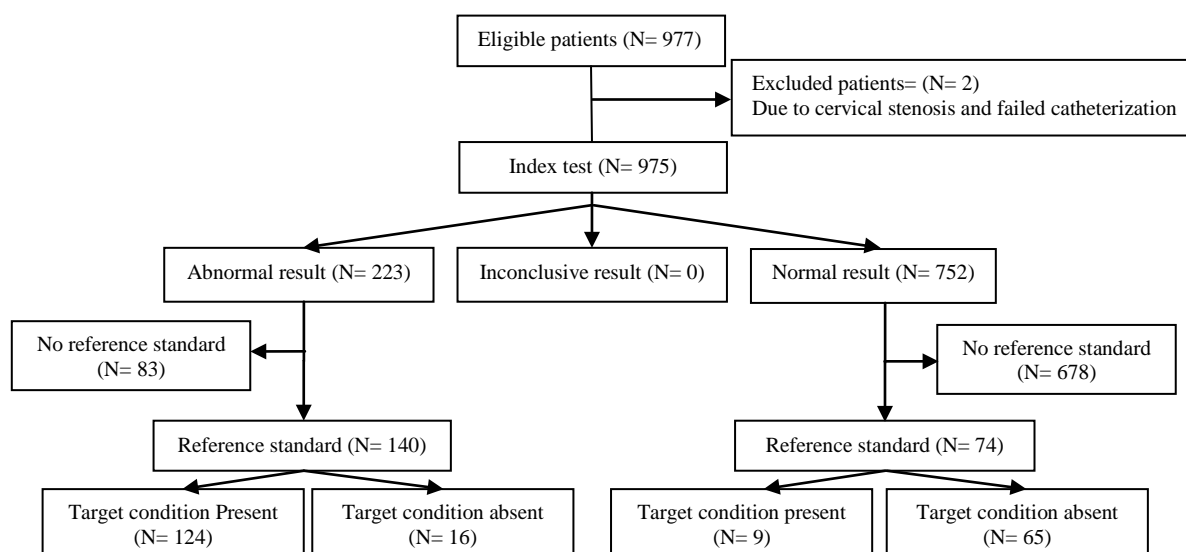 Eligible patients (N= 977)
Excluded patients= (N= 2)
Due to cervical stenosis and failed catheterization
Index test (N= 975)
Abnormal result (N= 223)
Inconclusive result (N= 0)
Normal result (N= 752)
No reference standard
(N= 83)
No reference standard
(N= 678)
Reference standard (N= 140)
Reference standard (N= 74)
Target condition Present
(N= 124)
Target condition absent
(N= 16)
Target condition present
(N= 9)
Target condition absent
(N= 65)